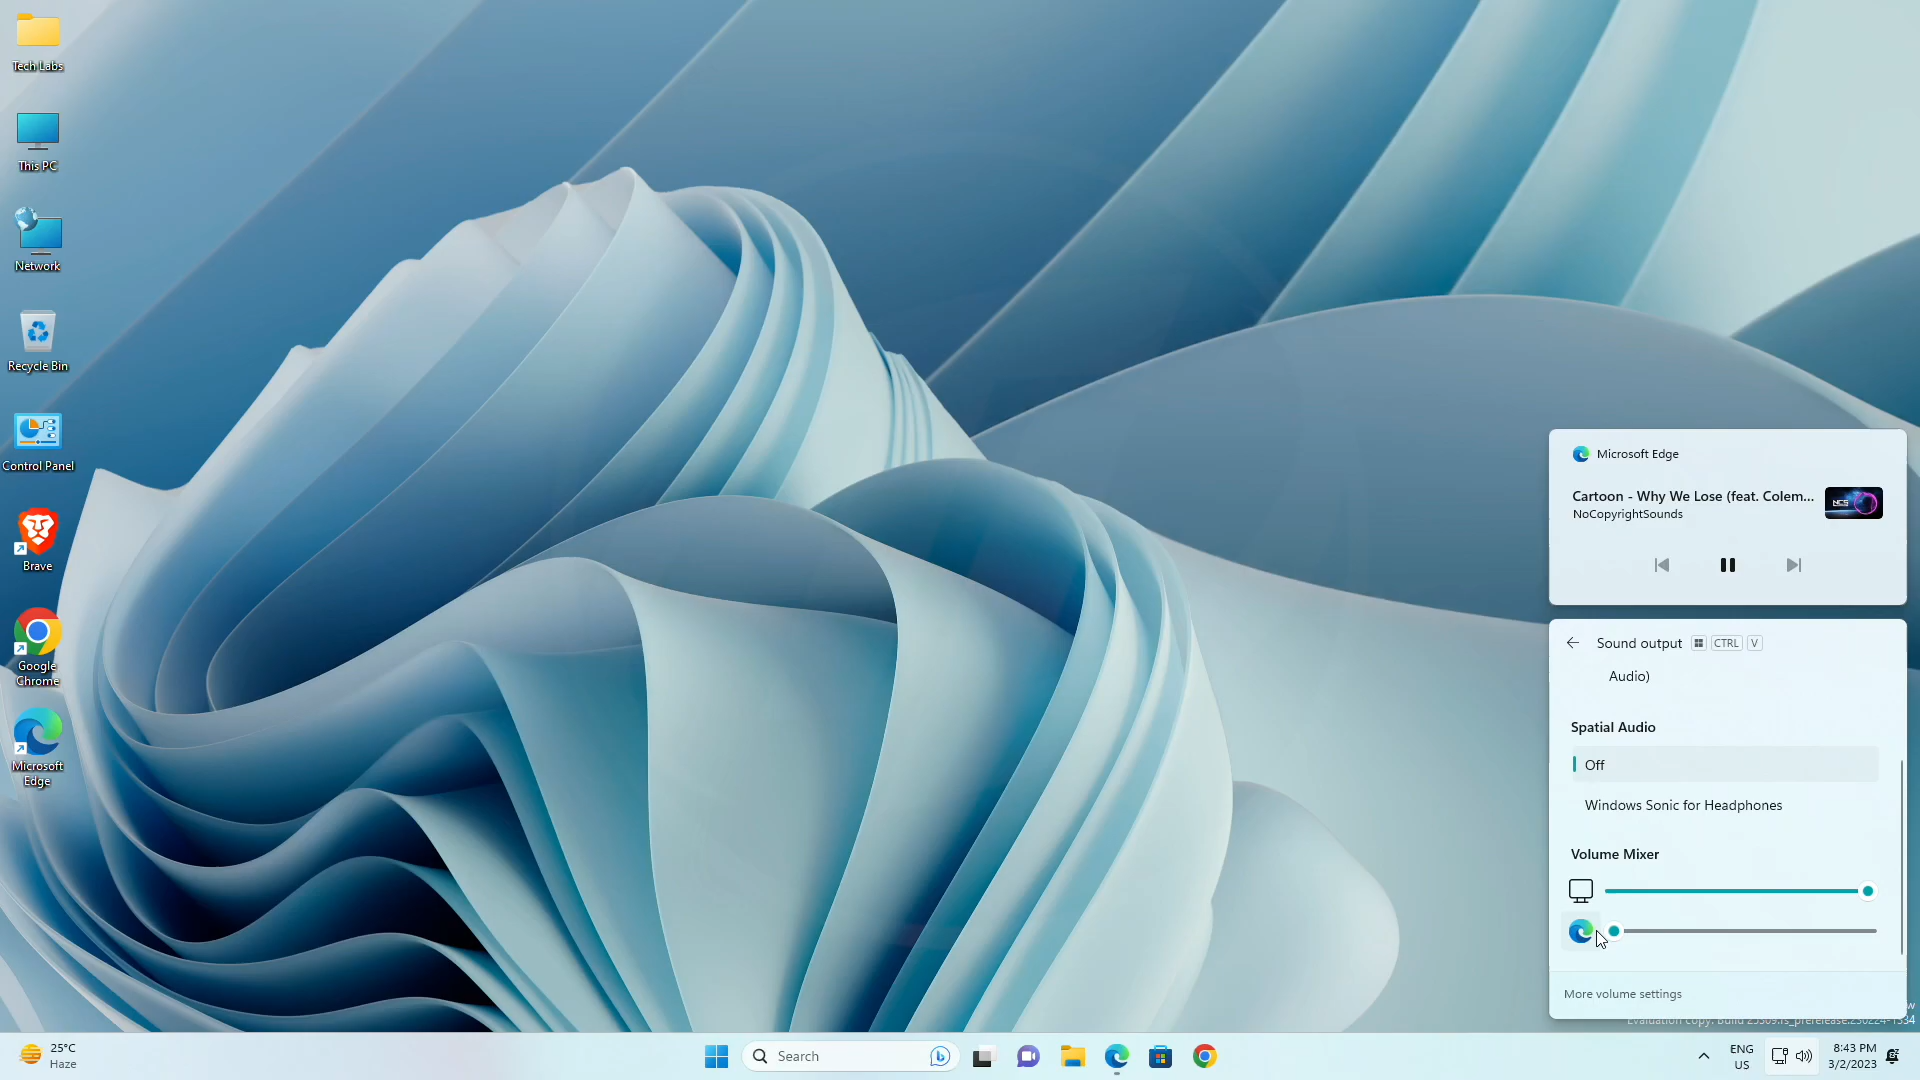 Tech Labs
This PC
Network
Recycle Bin
Control Panel
Brave
Google
Chrome
Microsoft
Edge
Microsoft Edge
Cartoon - Why We Lose (feat. Colem...
NoCopyrightSounds
NCS
Sound output CTRL V
Audio)
Spatial Audio
Off
Windows Sonic for Headphones
Volume Mixer
More volume settings
25°C
Haze
Search
ENG
US
8:43 PM
3/2/2023